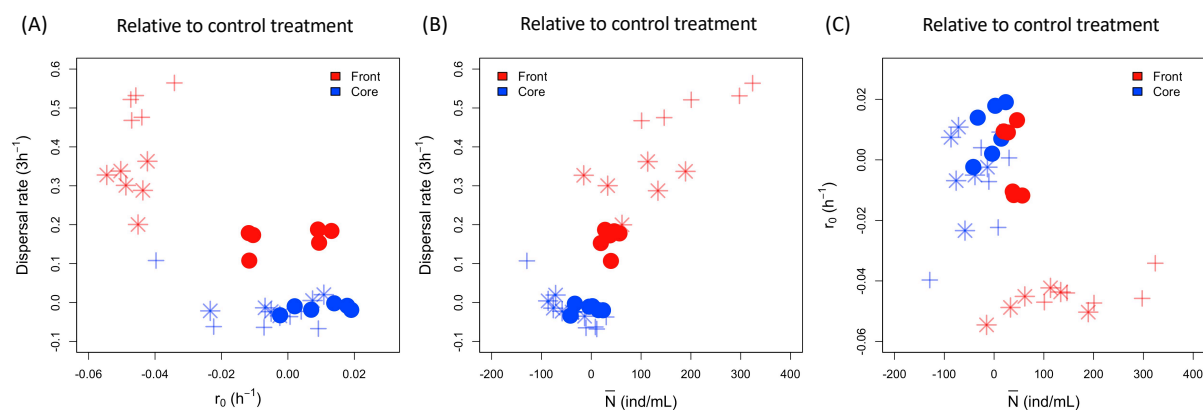 (A) Relative to control treatment
Dispersal rate (3h⁻¹)
0.6
0.5
0.4
0.3
0.2
0.1
0.0
-0.1
Front
Core
-0.06 -0.04 -0.02 0.00 0.02
r₀ (h⁻¹)
(B) Relative to control treatment
Dispersal rate (3h⁻¹)
0.6
0.5
0.4
0.3
0.2
0.1
0.0
-0.1
Front
Core
-200 -100 0 100 200 300 400
N̅ (ind/mL)
(C) Relative to control treatment
r₀ (h⁻¹)
0.02
0.00
-0.02
-0.04
-0.06
Front
Core
-200 -100 0 100 200 300 400
N̅ (ind/mL)